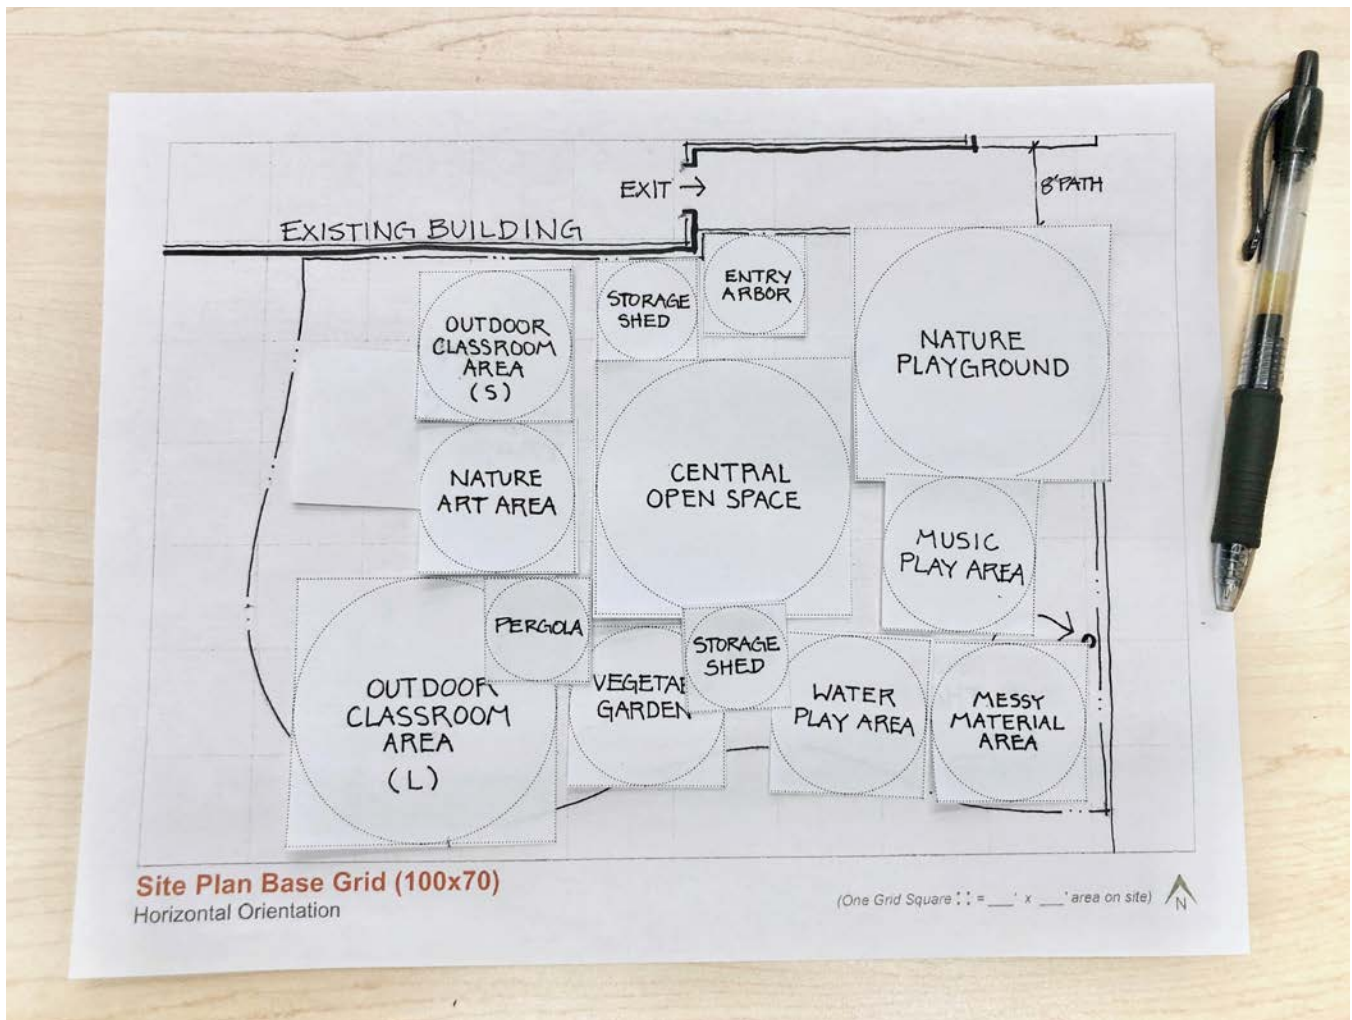 EXIT →
8' PATH
EXISTING BUILDING
STORAGE
SHED
ENTRY
ARBOR
OUTDOOR
CLASSROOM
AREA
(S)
NATURE
PLAYGROUND
NATURE
ART AREA
CENTRAL
OPEN SPACE
MUSIC
PLAY AREA
PERGOLA
OUTDOOR
CLASSROOM
AREA
(L)
VEGETA
GARDEN
STORAGE
SHED
WATER
PLAY AREA
MESSY
MATERIAL
AREA
Site Plan Base Grid (100x70)
Horizontal Orientation
(One Grid Square :: = ___' x ___' area on site)
N